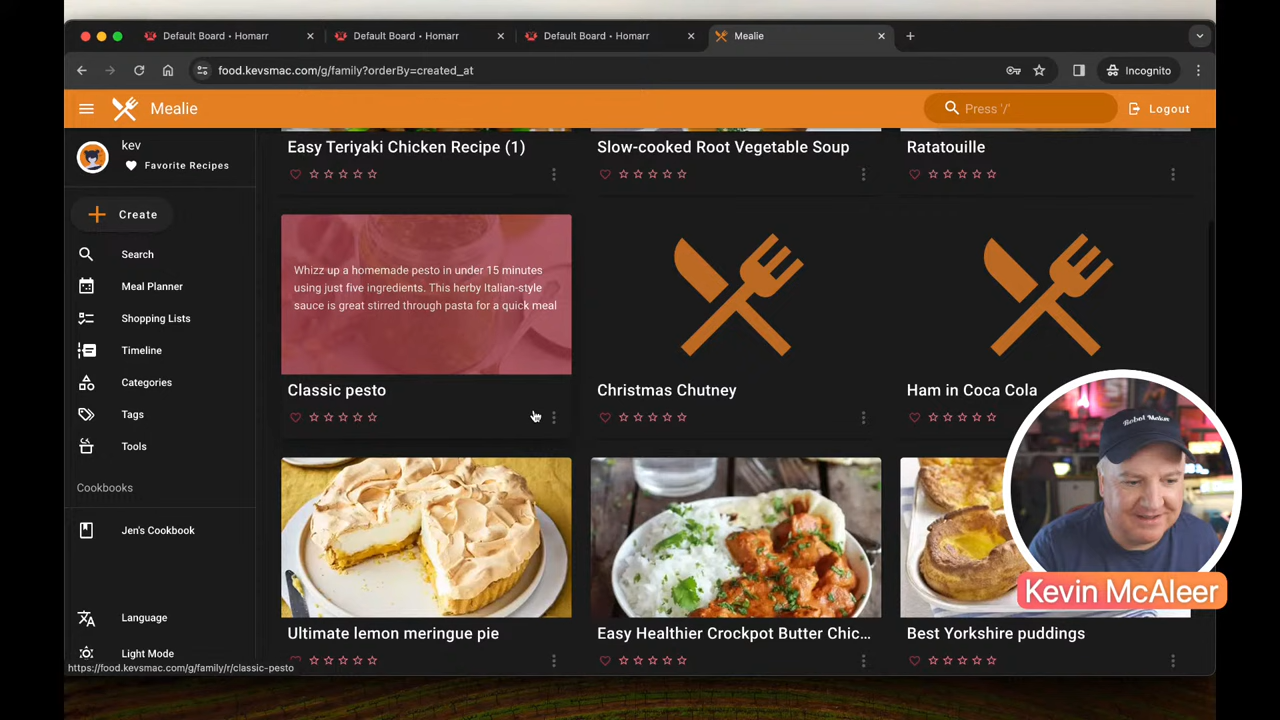 Default Board • Homarr
Default Board • Homarr
Default Board • Homarr
Mealie
food.kevsmac.com/g/family?orderBy=created_at
Incognito
Mealie
Press '/'
Logout
kev
Favorite Recipes
Create
Search
Meal Planner
Shopping Lists
Timeline
Categories
Tags
Tools
Cookbooks
Jen's Cookbook
Language
Light Mode
https://food.kevsmac.com/g/family/r/classic-pesto
Easy Teriyaki Chicken Recipe (1)
Slow-cooked Root Vegetable Soup
Ratatouille
Whizz up a homemade pesto in under 15 minutes
using just five ingredients. This herby Italian-style
sauce is great stirred through pasta for a quick meal
Classic pesto
Christmas Chutney
Ham in Coca Cola
Ultimate lemon meringue pie
Easy Healthier Crockpot Butter Chic...
Best Yorkshire puddings
Kevin McAleer